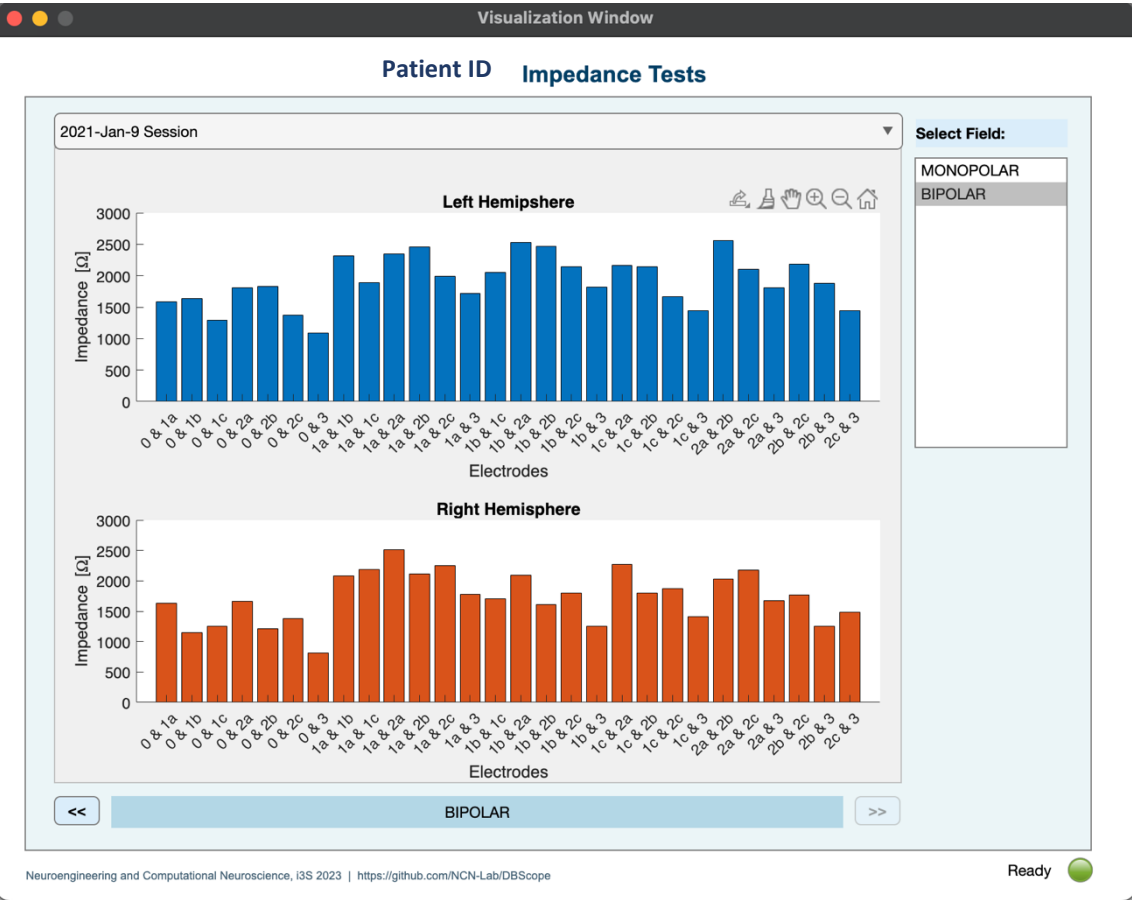 Visualization Window
Patient ID Impedance Tests
2021-Jan-9 Session
Select Field:
MONOPOLAR
BIPOLAR
Left Hemipshere
Impedance [Ω]
3000
2500
2000
1500
1000
500
0
0 & 1a 0 & 1b 0 & 1c 0 & 2a 0 & 2b 0 & 2c 0 & 3 1a & 1b 1a & 1c 1a & 2a 1a & 2b 1a & 2c 1a & 3 1b & 1c 1b & 2a 1b & 2b 1b & 2c 1b & 3 1c & 2a 1c & 2b 1c & 2c 1c & 3 2a & 2b 2a & 2c 2a & 3 2b & 2c 2b & 3 2c & 3
Electrodes
Right Hemisphere
Impedance [Ω]
3000
2500
2000
1500
1000
500
0
0 & 1a 0 & 1b 0 & 1c 0 & 2a 0 & 2b 0 & 2c 0 & 3 1a & 1b 1a & 1c 1a & 2a 1a & 2b 1a & 2c 1a & 3 1b & 1c 1b & 2a 1b & 2b 1b & 2c 1b & 3 1c & 2a 1c & 2b 1c & 2c 1c & 3 2a & 2b 2a & 2c 2a & 3 2b & 2c 2b & 3 2c & 3
Electrodes
<< BIPOLAR >>
Ready
Neuroengineering and Computational Neuroscience, i3S 2023 | https://github.com/NCN-Lab/DBScope